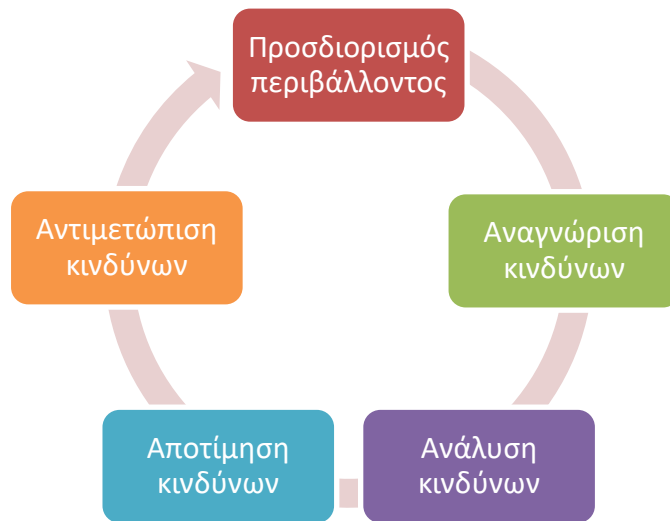 Προσδιορισμός
περιβάλλοντος
Αναγνώριση
κινδύνων
Ανάλυση
κινδύνων
Αποτίμηση
κινδύνων
Αντιμετώπιση
κινδύνων